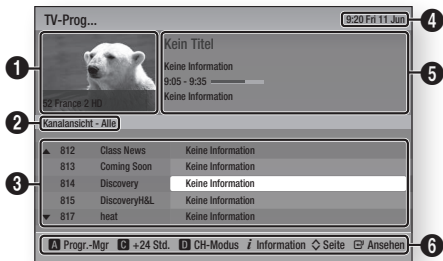 TV-Prog...
9:20 Fri 11 Jun
4
1
52 France 2 HD
Kein Titel
Keine Information
9:05 - 9:35
Keine Information
5
2
Kanalansicht - Alle
3
▲ 812 Class News Keine Information
813 Coming Soon Keine Information
814 Discovery Keine Information
815 DiscoveryH&L Keine Information
▼ 817 heat Keine Information
A Progr.-Mgr C +24 Std. D CH-Modus i Information Seite Ansehen
6